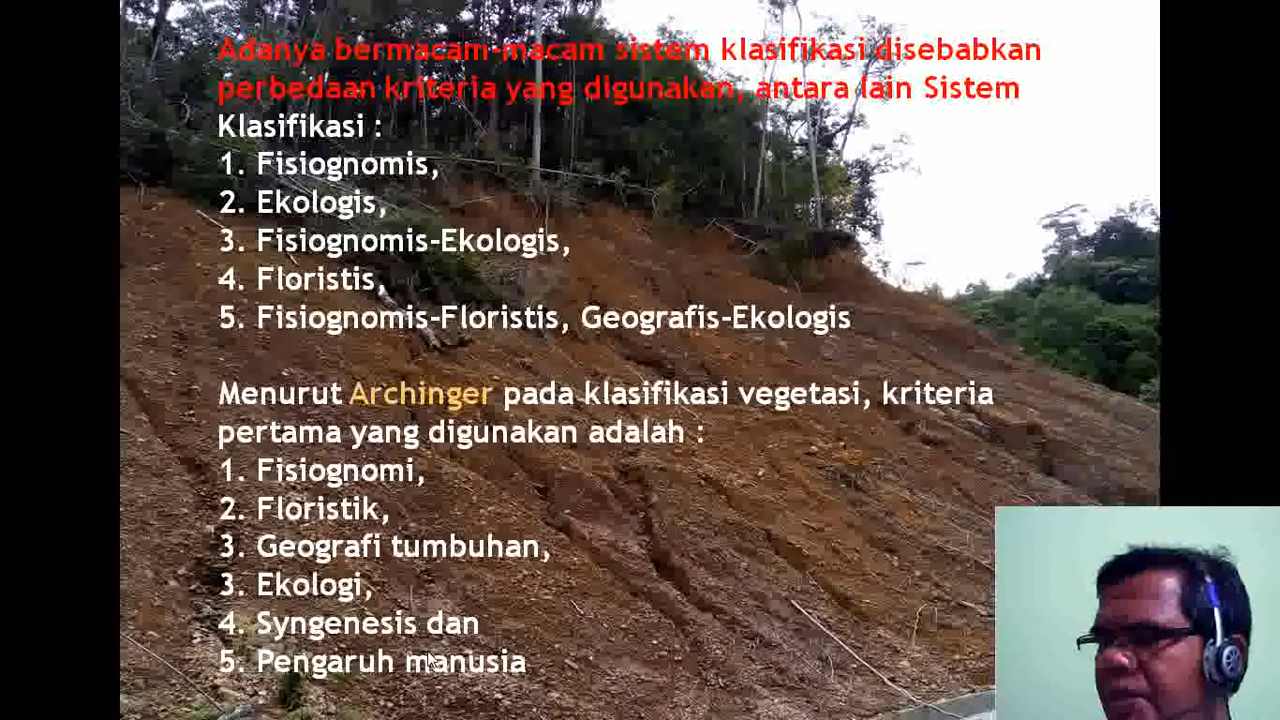 Adanya bermacam-macam sistem klasifikasi disebabkan
perbedaan kriteria yang digunakan, antara lain Sistem
Klasifikasi :
1. Fisiognomis,
2. Ekologis,
3. Fisiognomis-Ekologis,
4. Floristis,
5. Fisiognomis-Floristis, Geografis-Ekologis
Menurut Archinger pada klasifikasi vegetasi, kriteria
pertama yang digunakan adalah :
1. Fisiognomi,
2. Floristik,
3. Geografi tumbuhan,
3. Ekologi,
4. Syngenesis dan
5. Pengaruh manusia